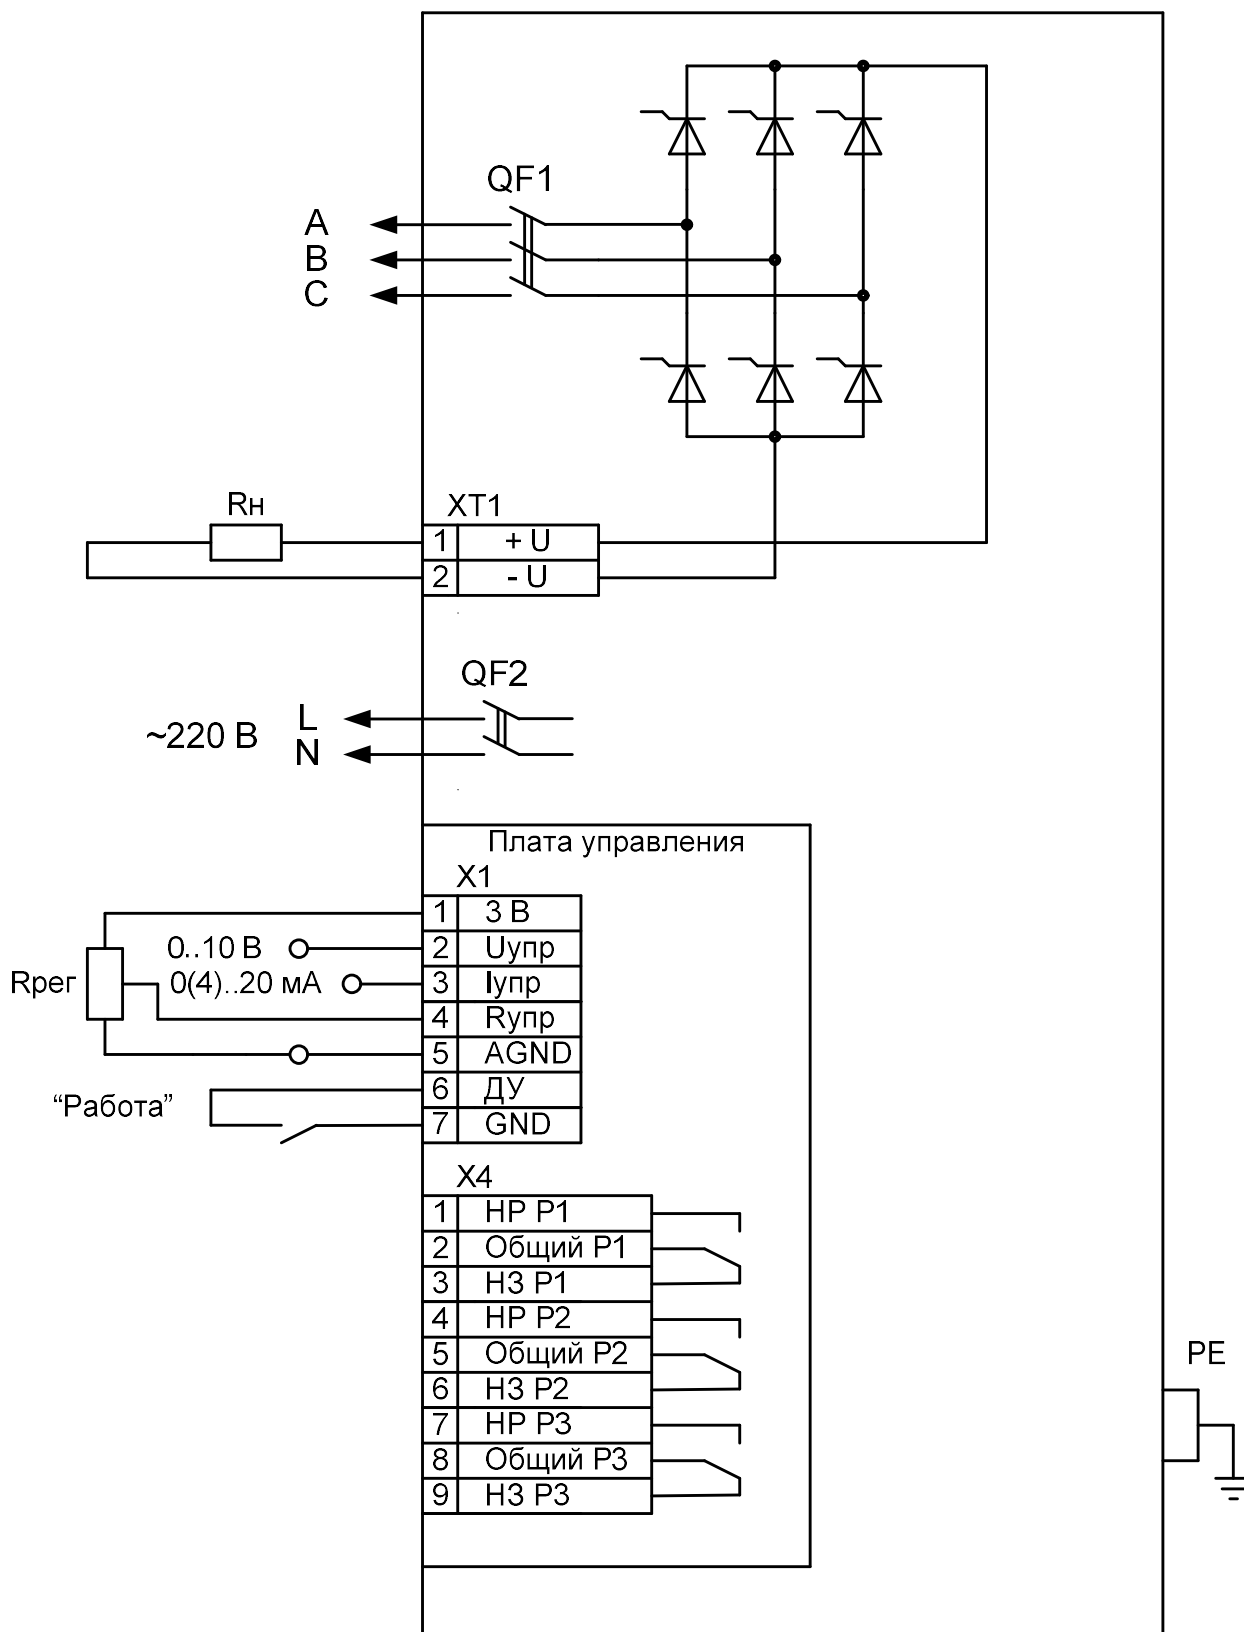 QF1
A
B
C
Rн
XT1
1 + U
2 - U
QF2
~220 В
L
N
Плата управления
X1
1 3 В
0..10 В 2 Uупр
Rрег 0(4)..20 мА 3 Iупр
4 Rупр
5 AGND
“Работа” 6 ДУ
7 GND
X4
1 НР Р1
2 Общий Р1
3 НЗ Р1
4 НР Р2
5 Общий Р2
6 НЗ Р2
7 НР Р3
8 Общий Р3
9 НЗ Р3
PE